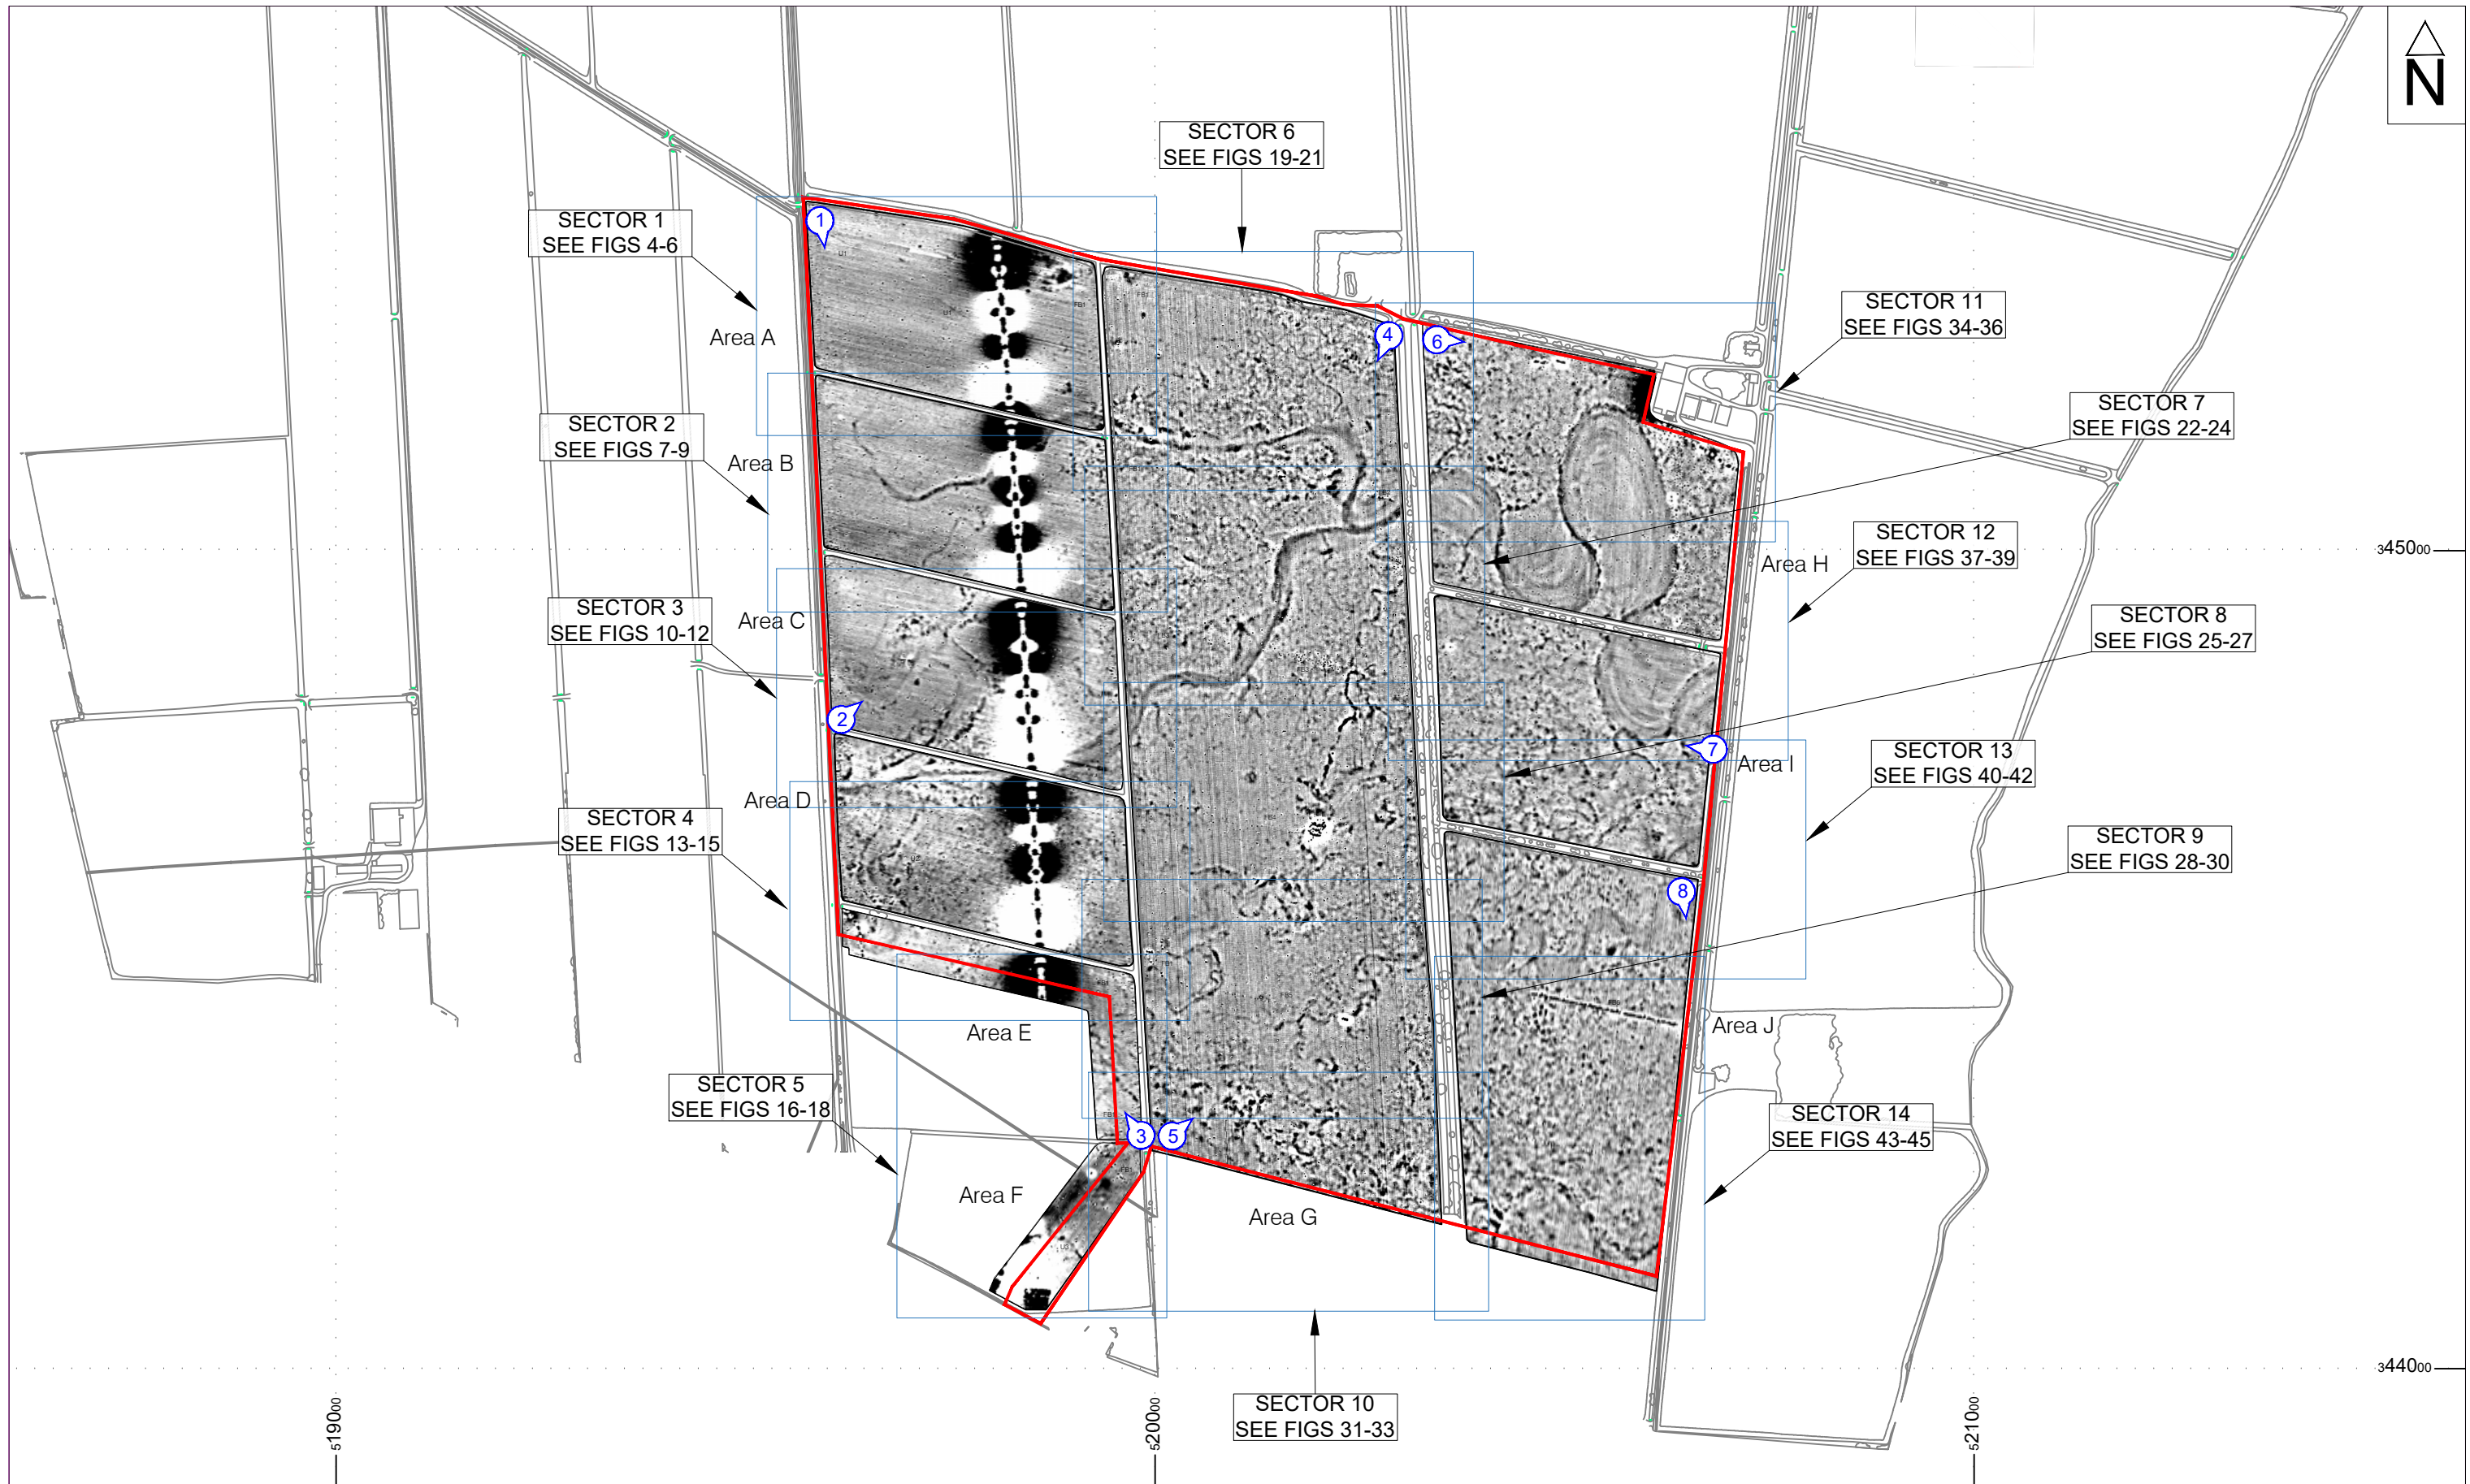 N
SECTOR 6
SEE FIGS 19-21
SECTOR 1
SEE FIGS 4-6
1
SECTOR 11
SEE FIGS 34-36
Area A
4
6
SECTOR 7
SEE FIGS 22-24
SECTOR 2
SEE FIGS 7-9
Area B
345000
SECTOR 12
SEE FIGS 37-39
Area H
SECTOR 3
SEE FIGS 10-12
Area C
SECTOR 8
SEE FIGS 25-27
2
7
SECTOR 13
SEE FIGS 40-42
Area I
Area D
SECTOR 4
SEE FIGS 13-15
SECTOR 9
SEE FIGS 28-30
8
Area E
Area J
SECTOR 5
SEE FIGS 16-18
SECTOR 14
SEE FIGS 43-45
3
5
Area F
Area G
344000
SECTOR 10
SEE FIGS 31-33
519000
520000
521000